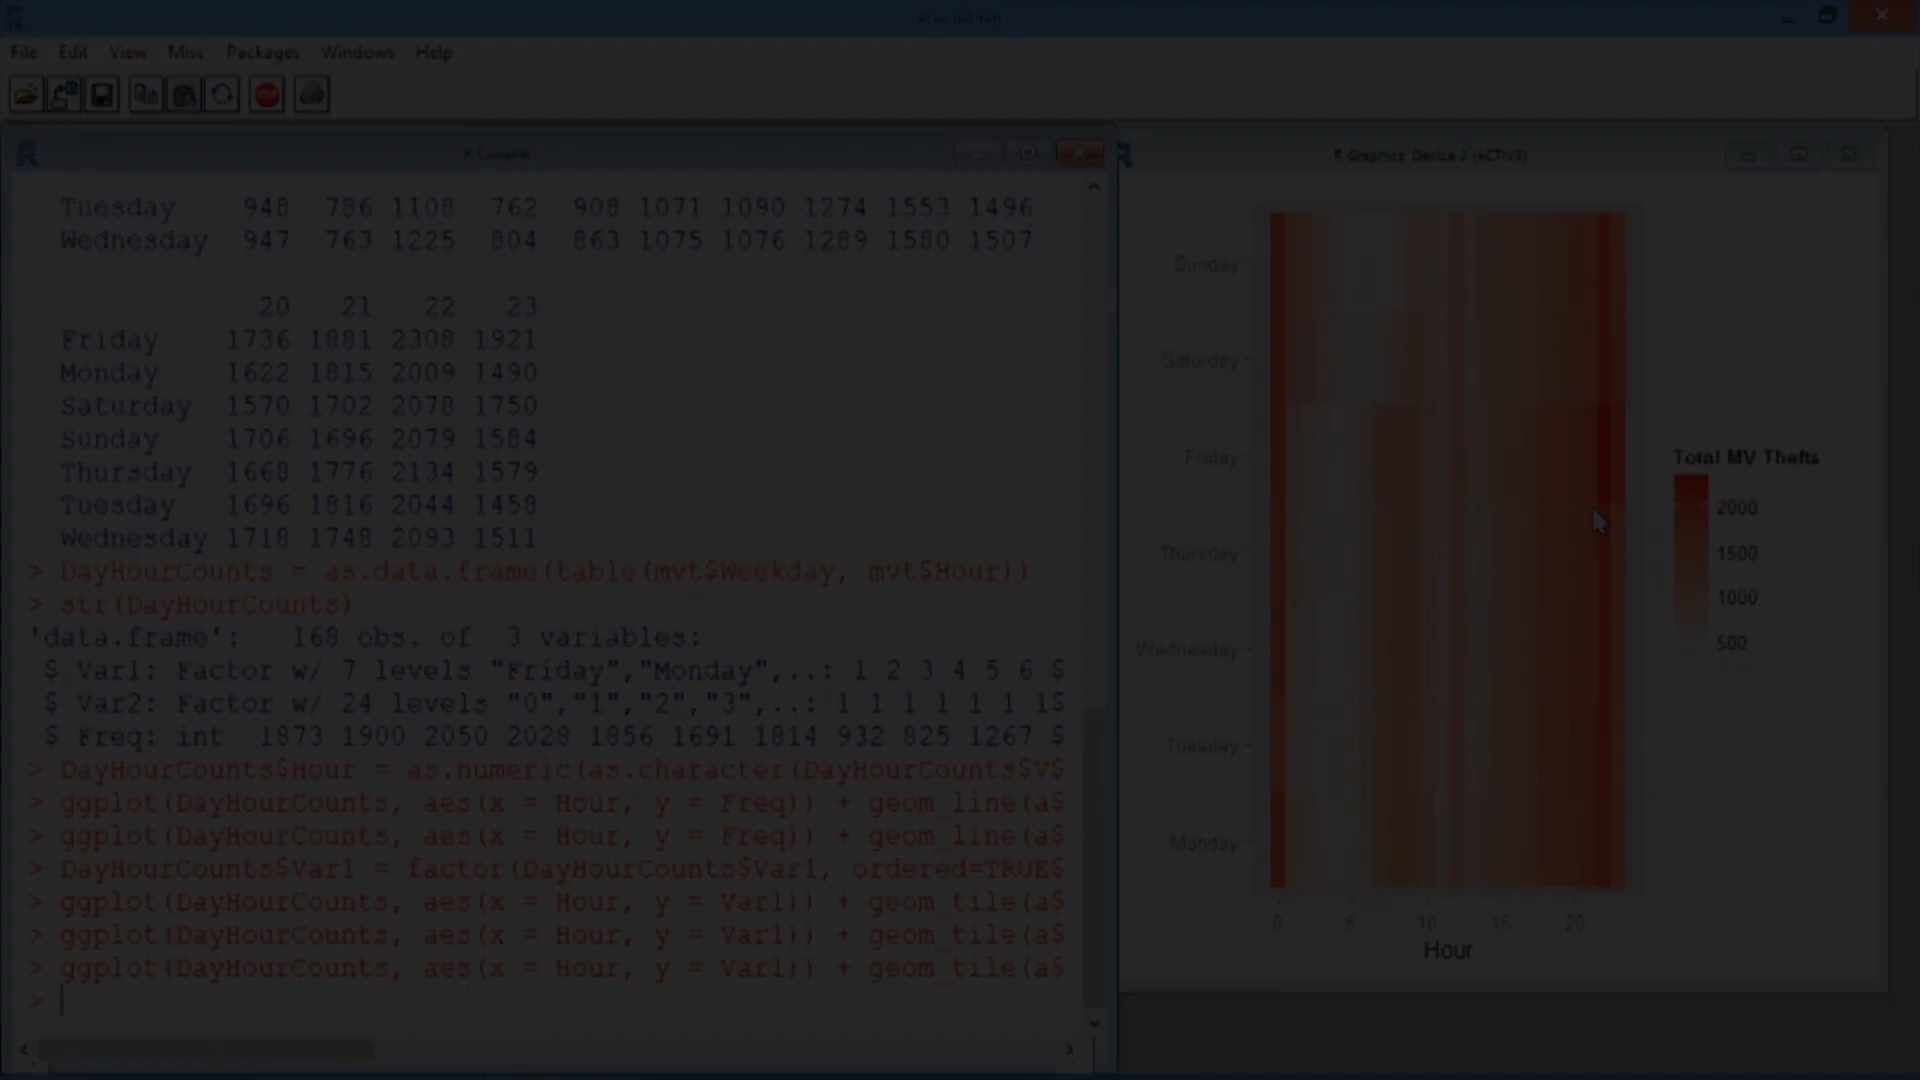 File Edit View Misc Packages Windows Help
R Console
Tuesday 948 786 1108 762 908 1071 1090 1274 1553 1496
Wednesday 947 763 1225 804 863 1075 1076 1289 1580 1507
20 21 22 23
Friday 1736 1881 2308 1921
Monday 1622 1815 2009 1490
Saturday 1570 1702 2078 1750
Sunday 1706 1696 2079 1584
Thursday 1668 1776 2134 1579
Tuesday 1696 1816 2044 1458
Wednesday 1718 1748 2093 1511
> DayHourCounts = as.data.frame(table(mvt$Weekday, mvt$Hour))
> str(DayHourCounts)
'data.frame': 168 obs. of 3 variables:
$ Var1: Factor w/ 7 levels "Friday","Monday",..: 1 2 3 4 5 6 $
$ Var2: Factor w/ 24 levels "0","1","2","3",..: 1 1 1 1 1 1 1$
$ Freq: int 1873 1900 2050 2028 1856 1691 1814 932 825 1267 $
> DayHourCounts$Hour = as.numeric(as.character(DayHourCounts$V$
> ggplot(DayHourCounts, aes(x = Hour, y = Freq)) + geom_line(a$
> ggplot(DayHourCounts, aes(x = Hour, y = Freq)) + geom_line(a$
> DayHourCounts$Var1 = factor(DayHourCounts$Var1, ordered=TRUE$
> ggplot(DayHourCounts, aes(x = Hour, y = Var1)) + geom_tile(a$
> ggplot(DayHourCounts, aes(x = Hour, y = Var1)) + geom_tile(a$
> ggplot(DayHourCounts, aes(x = Hour, y = Var1)) + geom_tile(a$
>
R Graphics: Device 2 (ACTIVE)
Sunday
Saturday
Friday
Thursday
Wednesday
Tuesday
Monday
0 5 10 15 20
Hour
Total MV Thefts
2000
1500
1000
500